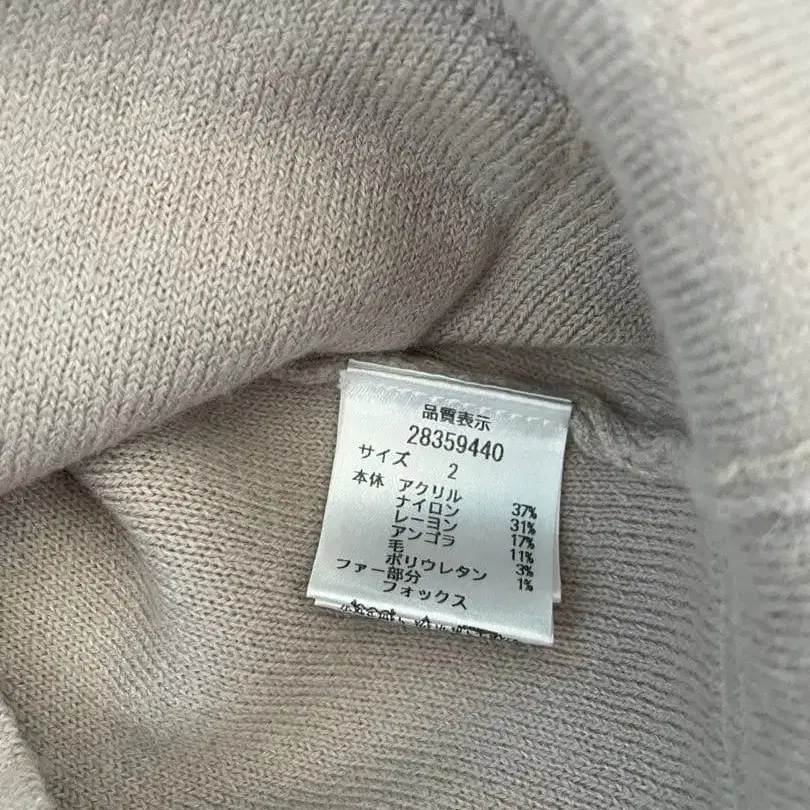 品質表示
28359440
サイズ 2
本体 アクリル 37%
ナイロン 31%
レーヨン 17%
アンゴラ 11%
毛 3%
ポリウレタン 1%
ファー部分
フォックス